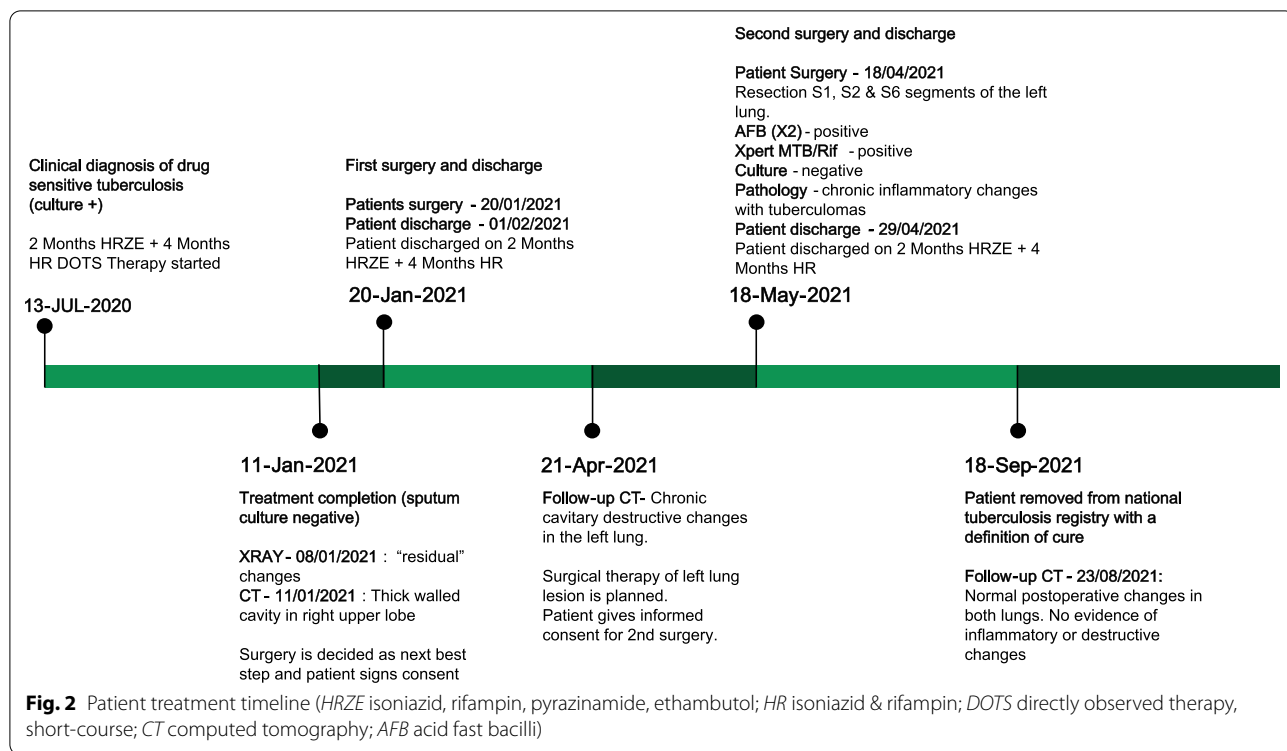 Clinical diagnosis of drug
sensitive tuberculosis
(culture +)
2 Months HRZE + 4 Months
HR DOTS Therapy started
13-JUL-2020
First surgery and discharge
Patients surgery - 20/01/2021
Patient discharge - 01/02/2021
Patient discharged on 2 Months
HRZE + 4 Months HR
20-Jan-2021
Second surgery and discharge
Patient Surgery - 18/04/2021
Resection S1, S2 & S6 segments of the left
lung.
AFB (X2) - positive
Xpert MTB/Rif - positive
Culture - negative
Pathology - chronic inflammatory changes
with tuberculomas
Patient discharge - 29/04/2021
Patient discharged on 2 Months HRZE + 4
Months HR
18-May-2021
11-Jan-2021
Treatment completion (sputum
culture negative)
XRAY - 08/01/2021 : “residual”
changes
CT - 11/01/2021 : Thick walled
cavity in right upper lobe
Surgery is decided as next best
step and patient signs consent
21-Apr-2021
Follow-up CT- Chronic
cavitary destructive changes
in the left lung.
Surgical therapy of left lung
lesion is planned.
Patient gives informed
consent for 2nd surgery.
18-Sep-2021
Patient removed from national
tuberculosis registry with a
definition of cure
Follow-up CT - 23/08/2021:
Normal postoperative changes in
both lungs. No evidence of
inflammatory or destructive
changes
Fig. 2 Patient treatment timeline (HRZE isoniazid, rifampin, pyrazinamide, ethambutol; HR isoniazid & rifampin; DOTS directly observed therapy,
short-course; CT computed tomography; AFB acid fast bacilli)